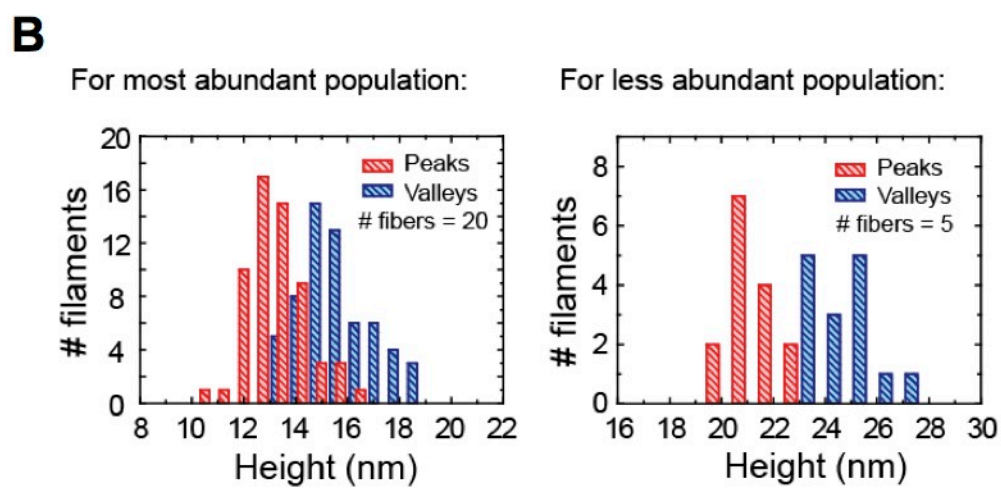 B
For most abundant population:
For less abundant population:
20
16
12
8
4
0
# filaments
Peaks
Valleys
# fibers = 20
8 10 12 14 16 18 20 22
Height (nm)
8
6
4
2
0
# filaments
Peaks
Valleys
# fibers = 5
16 18 20 22 24 26 28 30
Height (nm)